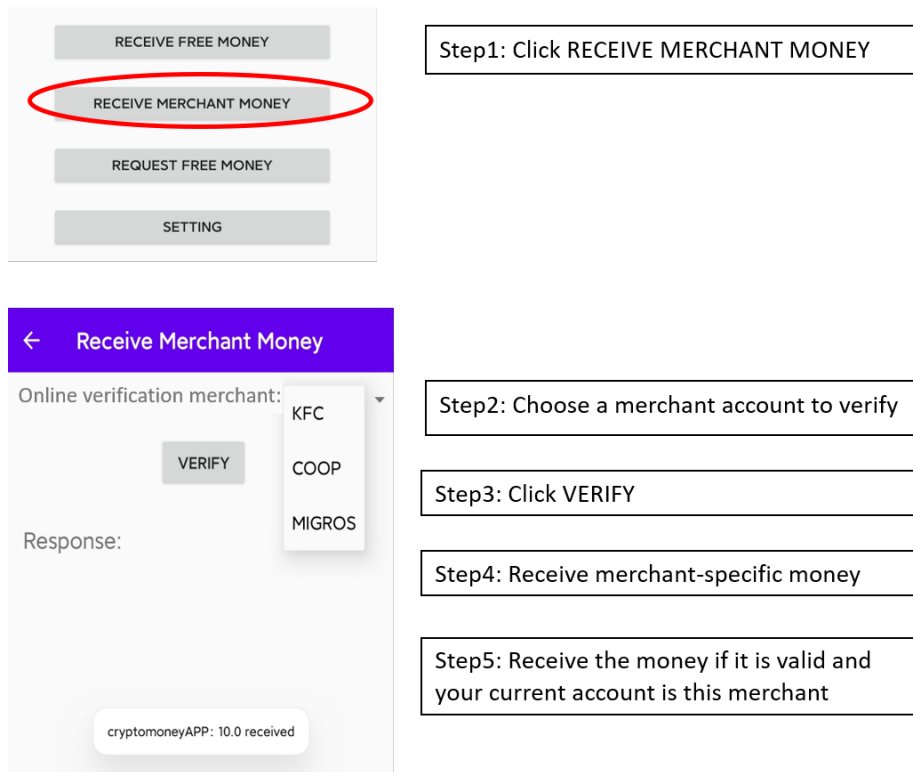 RECEIVE FREE MONEY
RECEIVE MERCHANT MONEY
REQUEST FREE MONEY
SETTING
Step1: Click RECEIVE MERCHANT MONEY
Receive Merchant Money
Online verification merchant:
KFC
COOP
MIGROS
VERIFY
Response:
cryptomoneyAPP: 10.0 received
Step2: Choose a merchant account to verify
Step3: Click VERIFY
Step4: Receive merchant-specific money
Step5: Receive the money if it is valid and
your current account is this merchant